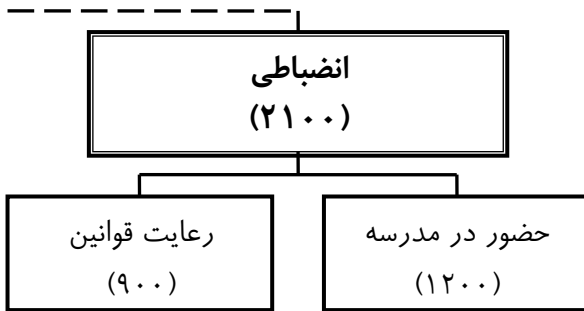 انضباطی
(۲۱۰۰)
حضور در مدرسه
(۱۲۰۰)
رعایت قوانین
(۹۰۰)